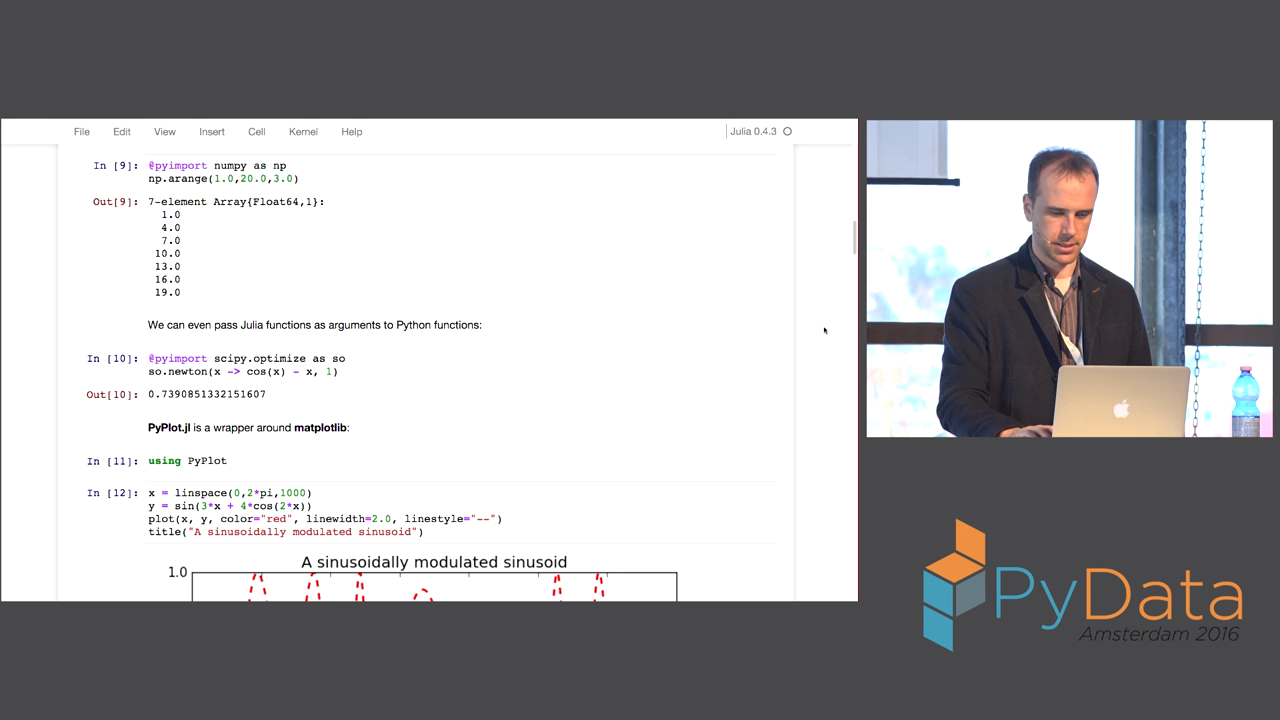 File Edit View Insert Cell Kernel Help Julia 0.4.3
In [9]: @pyimport numpy as np
np.arange(1.0,20.0,3.0)
Out[9]: 7-element Array{Float64,1}:
1.0
4.0
7.0
10.0
13.0
16.0
19.0
We can even pass Julia functions as arguments to Python functions:
In [10]: @pyimport scipy.optimize as so
so.newton(x -> cos(x) - x, 1)
Out[10]: 0.7390851332151607
PyPlot.jl is a wrapper around matplotlib:
In [11]: using PyPlot
In [12]: x = linspace(0,2*pi,1000)
y = sin(3*x + 4*cos(2*x))
plot(x, y, color="red", linewidth=2.0, linestyle="--")
title("A sinusoidally modulated sinusoid")
A sinusoidally modulated sinusoid
1.0
PyData
Amsterdam 2016